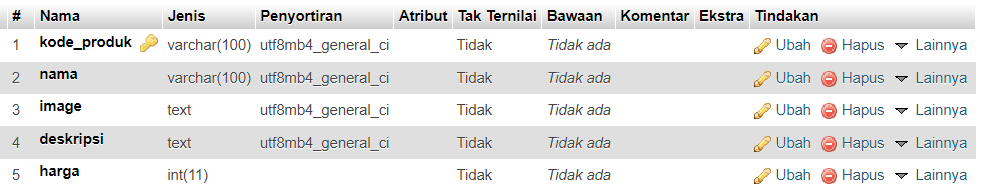 # Nama Jenis Penyortiran Atribut Tak Ternilai Bawaan Komentar Ekstra Tindakan
1 kode_produk varchar(100) utf8mb4_general_ci Tidak Tidak ada Ubah Hapus Lainnya
2 nama varchar(100) utf8mb4_general_ci Tidak Tidak ada Ubah Hapus Lainnya
3 image text utf8mb4_general_ci Tidak Tidak ada Ubah Hapus Lainnya
4 deskripsi text utf8mb4_general_ci Tidak Tidak ada Ubah Hapus Lainnya
5 harga int(11) Tidak Tidak ada Ubah Hapus Lainnya